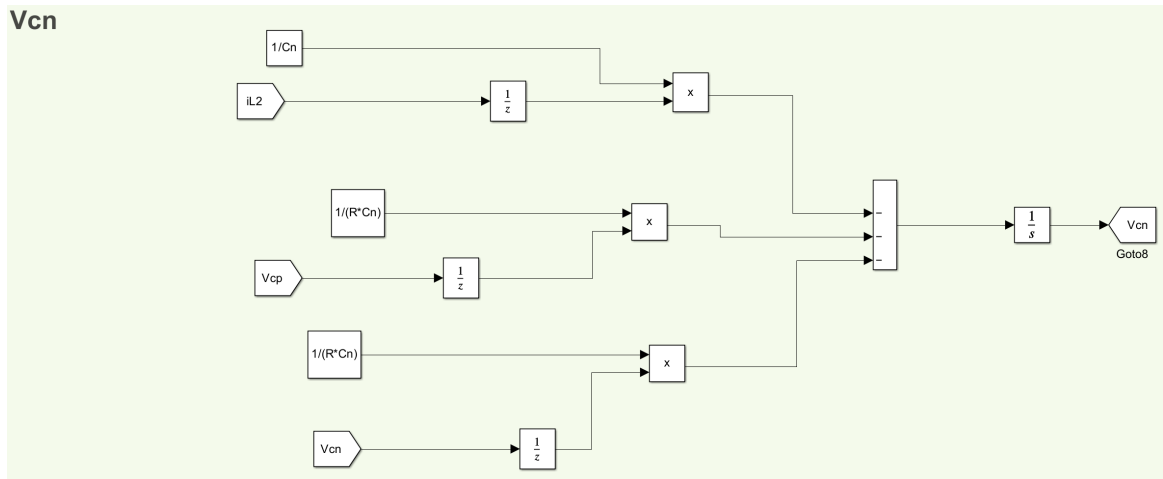 Vcn
1/Cn
iL2
1
z
x
1/(R*Cn)
x
Vcp
1
z
−
−
−
1
s
Vcn
Goto8
1/(R*Cn)
x
Vcn
1
z